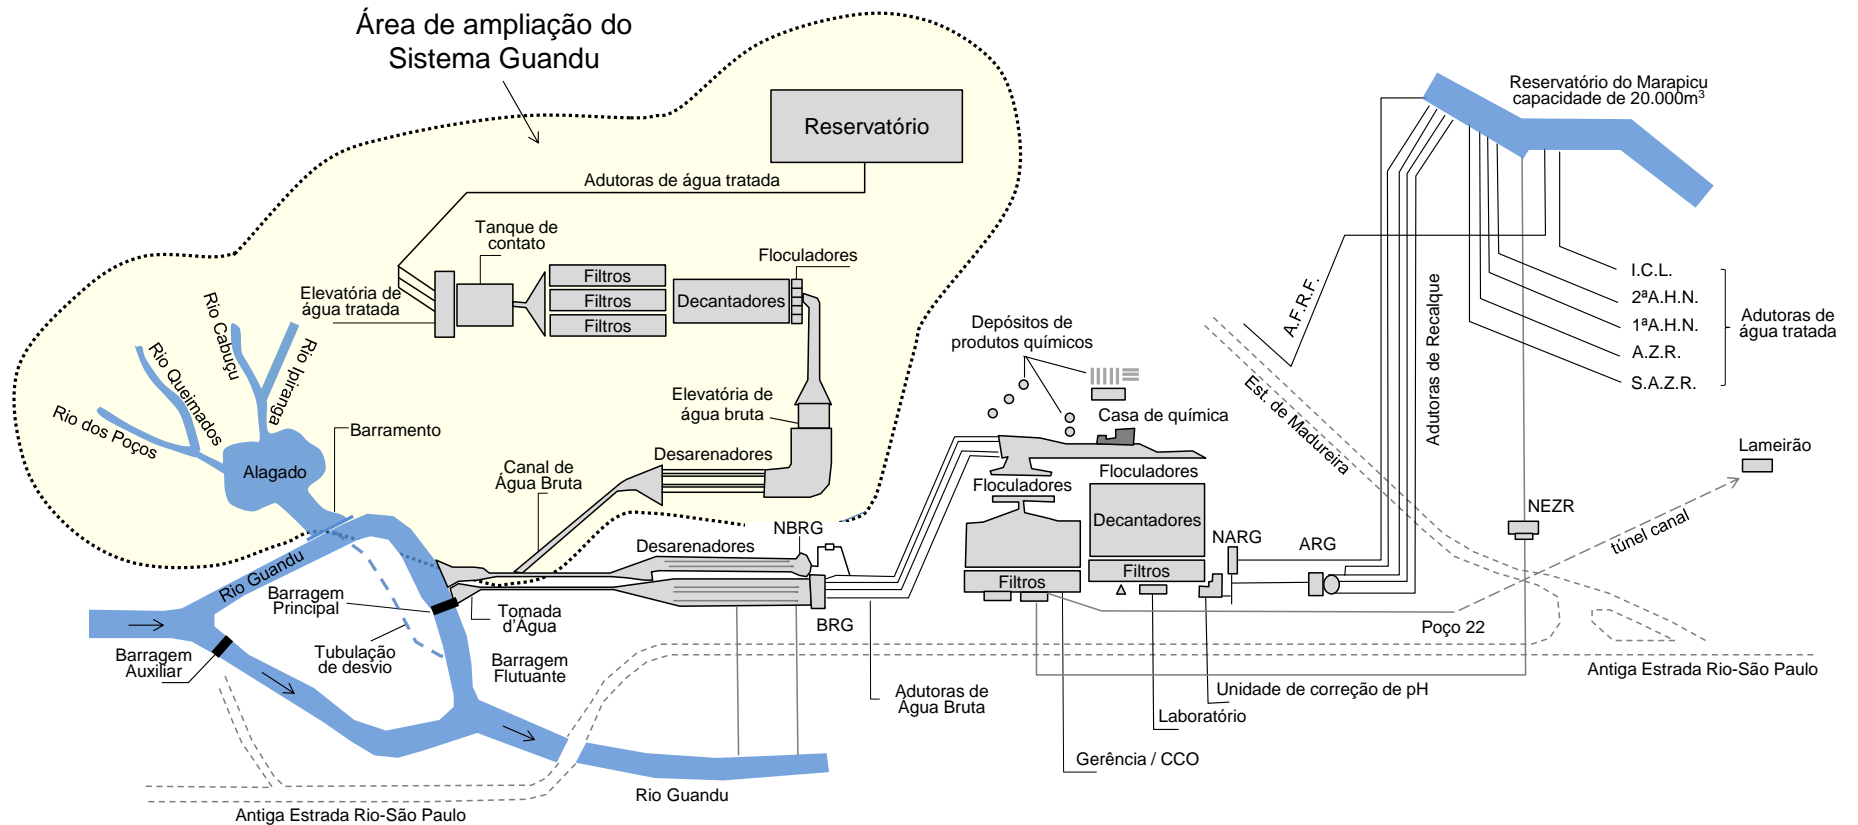 Área de ampliação do
Sistema Guandu
Reservatório
Reservatório do Marapicu
capacidade de 20.000m³
Adutoras de água tratada
Tanque de
contato
Floculadores
Filtros
Filtros
Filtros
Decantadores
Elevatória de
água tratada
Rio Cabuçu
Rio Ipiranga
Rio Queimados
Rio dos Poços
Alagado
Barramento
Elevatória de
água bruta
Desarenadores
Canal de
Água Bruta
Depósitos de
produtos químicos
Casa de química
Floculadores
Floculadores
Decantadores
Filtros
Filtros
NBRG
Desarenadores
BRG
NARG
ARG
A.F.R.F.
Adutoras de Recalque
I.C.L.
2ªA.H.N.
1ªA.H.N.
A.Z.R.
S.A.Z.R.
Adutoras de
água tratada
Est. de Madureira
Lameirão
NEZR
túnel canal
Poço 22
Rio Guandu
Barragem
Principal
Tomada
d'Água
Tubulação
de desvio
Barragem
Flutuante
Barragem
Auxiliar
Adutoras de
Água Bruta
Unidade de correção de pH
Laboratório
Gerência / CCO
Antiga Estrada Rio-São Paulo
Rio Guandu
Antiga Estrada Rio-São Paulo